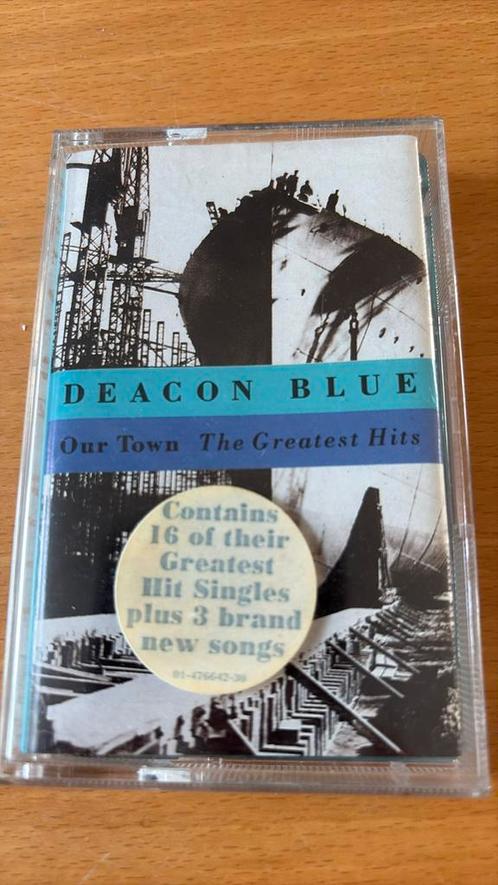 DEACON BLUE
Our Town The Greatest Hits
Contains
16 of their
Greatest
Hit Singles
plus 3 brand
new songs
01-476642-30